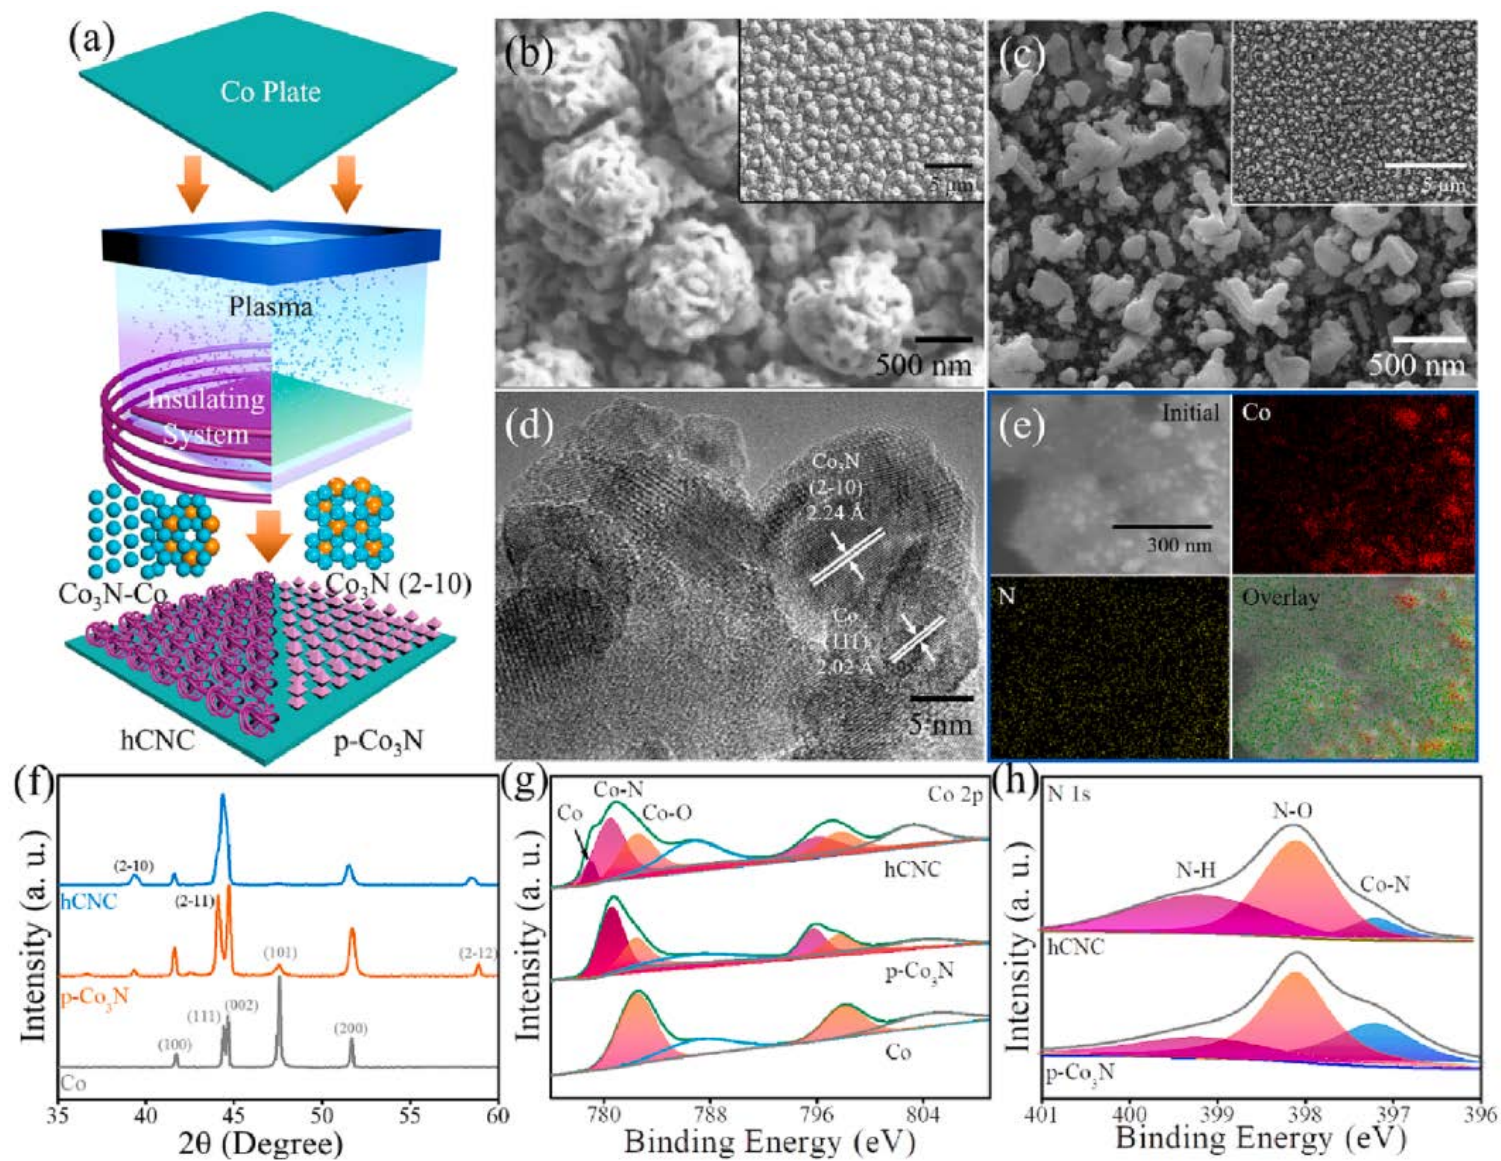 (a)
Co Plate
Plasma
Insulating
System
Co₃N-Co
Co₃N (2-10)
hCNC
p-Co₃N
(b)
5 μm
500 nm
(c)
5 μm
500 nm
(d)
Co₃N
(2-10)
2.24 Å
Co
(111)
2.02 Å
5 nm
(e)
Initial
300 nm
Co
N
Overlay
(f)
Intensity (a. u.)
(2-10)
hCNC
(2-11)
(101)
(2-12)
p-Co₃N
(111)
(002)
(100)
(200)
Co
35 40 45 50 55 60
2θ (Degree)
(g)
Intensity (a. u.)
Co 2p
Co-N
Co
Co-O
hCNC
p-Co₃N
Co
780 788 796 804
Binding Energy (eV)
(h)
Intensity (a. u.)
N 1s
N-O
N-H
Co-N
hCNC
p-Co₃N
401 400 399 398 397 396
Binding Energy (eV)